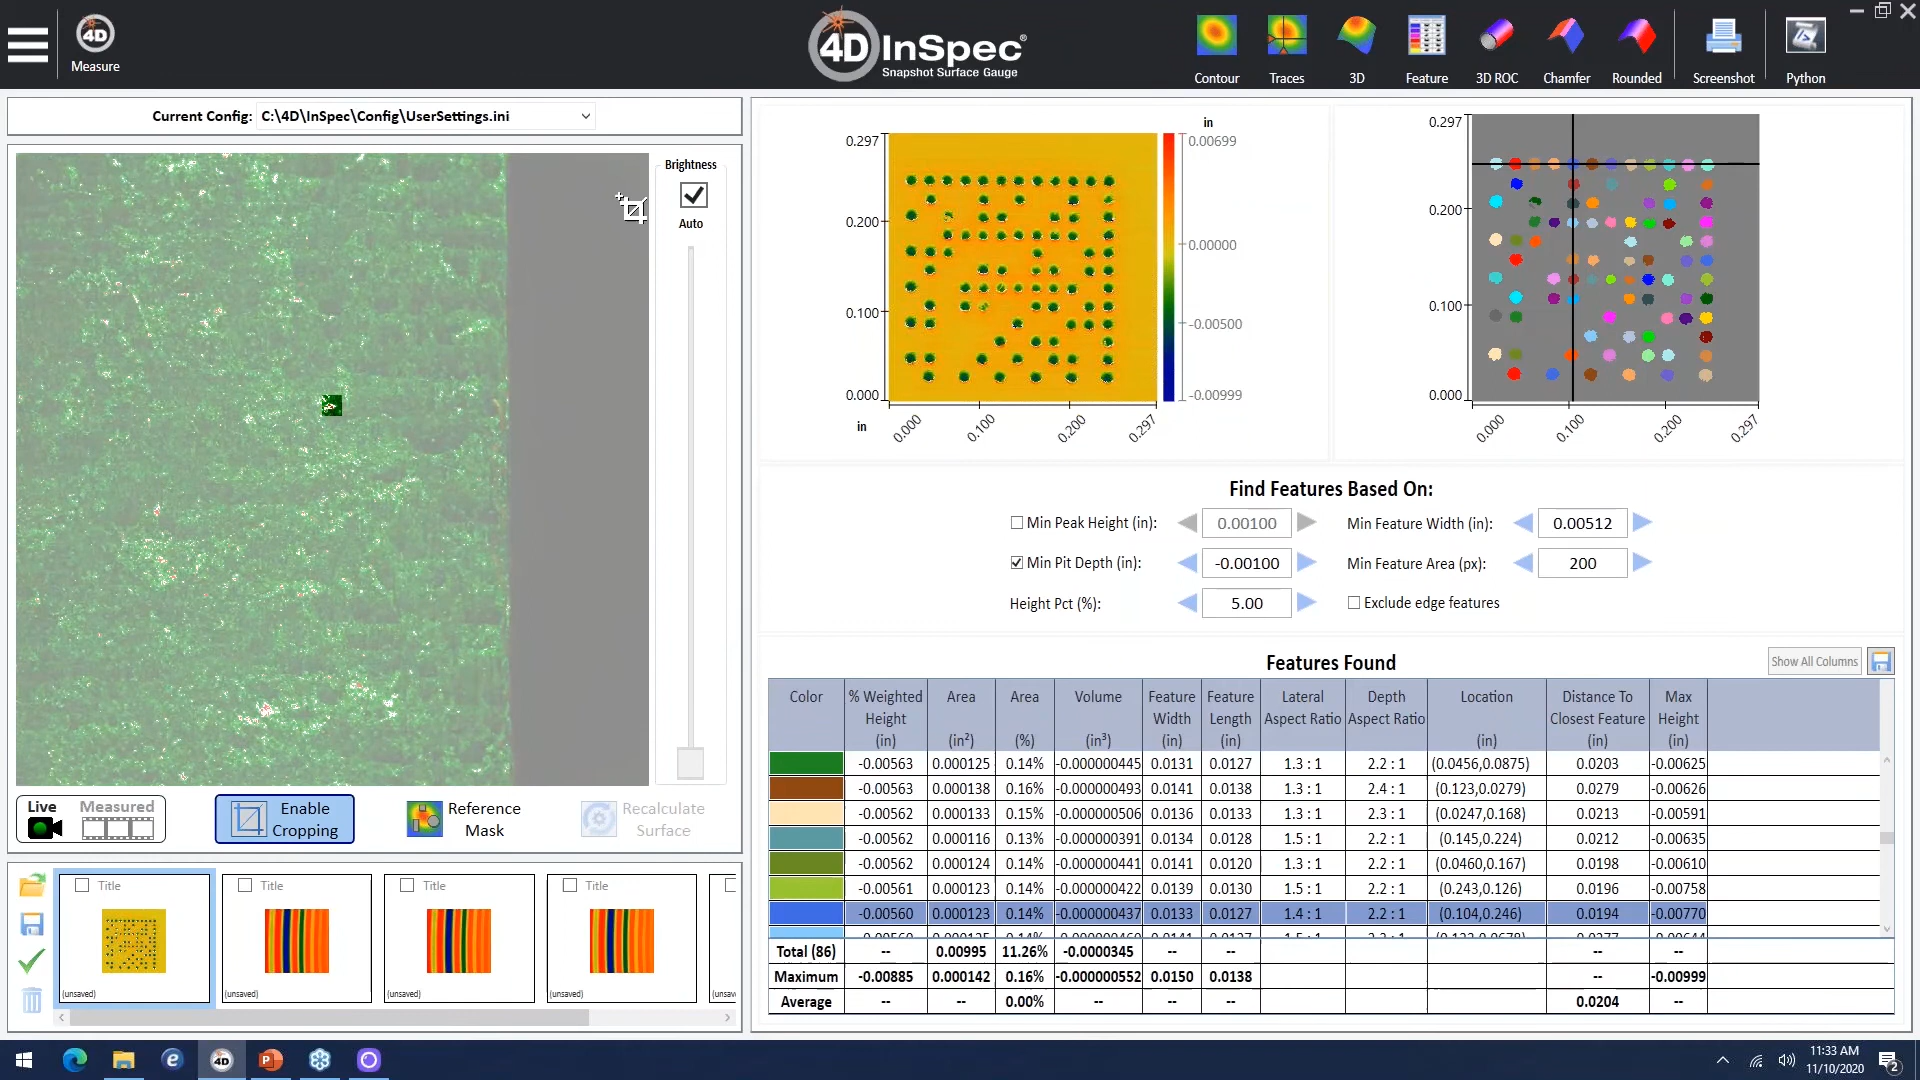 Measure
4D InSpec®
Snapshot Surface Gauge
Contour
Traces
3D
Feature
3D ROC
Chamfer
Rounded
Screenshot
Python
Current Config: C:\4D\InSpec\Config\UserSettings.ini
Brightness
Auto
Live
Measured
Enable
Cropping
Reference
Mask
Recalculate
Surface
Title
(unsaved)
Title
(unsaved)
Title
(unsaved)
Title
(unsaved)
in
0.297
0.200
0.100
0.000
in
0.000
0.100
0.200
0.297
0.00699
0.00000
-0.00500
-0.00999
0.297
0.200
0.100
0.000
0.000
0.100
0.200
0.297
Find Features Based On:
Min Peak Height (in): 0.00100 Min Feature Width (in): 0.00512
Min Pit Depth (in): -0.00100 Min Feature Area (px): 200
Height Pct (%): 5.00 Exclude edge features
Features Found
Show All Columns
Color % Weighted Height (in) Area (in²) Area (%) Volume (in³) Feature Width (in) Feature Length (in) Lateral Aspect Ratio Depth Aspect Ratio Location (in) Distance To Closest Feature (in) Max Height (in)
-0.00563 0.000125 0.14% -0.000000445 0.0131 0.0127 1.3 : 1 2.2 : 1 (0.0456,0.0875) 0.0203 -0.00625
-0.00563 0.000138 0.16% -0.000000493 0.0141 0.0138 1.3 : 1 2.4 : 1 (0.123,0.0279) 0.0279 -0.00626
-0.00562 0.000133 0.15% -0.000000506 0.0136 0.0133 1.3 : 1 2.3 : 1 (0.0247,0.168) 0.0213 -0.00591
-0.00562 0.000116 0.13% -0.000000391 0.0134 0.0128 1.5 : 1 2.2 : 1 (0.145,0.224) 0.0212 -0.00635
-0.00562 0.000124 0.14% -0.000000441 0.0141 0.0120 1.3 : 1 2.2 : 1 (0.0460,0.167) 0.0198 -0.00610
-0.00561 0.000123 0.14% -0.000000422 0.0139 0.0130 1.5 : 1 2.2 : 1 (0.243,0.126) 0.0196 -0.00758
-0.00560 0.000123 0.14% -0.000000437 0.0133 0.0127 1.4 : 1 2.2 : 1 (0.104,0.246) 0.0194 -0.00770
Total (86) -- 0.00995 11.26% -0.0000345 -- -- -- --
Maximum -0.00885 0.000142 0.16% -0.000000552 0.0150 0.0138 -- -0.00999
Average -- -- 0.00% -- -- -- 0.0204 --
11:33 AM
11/10/2020
2